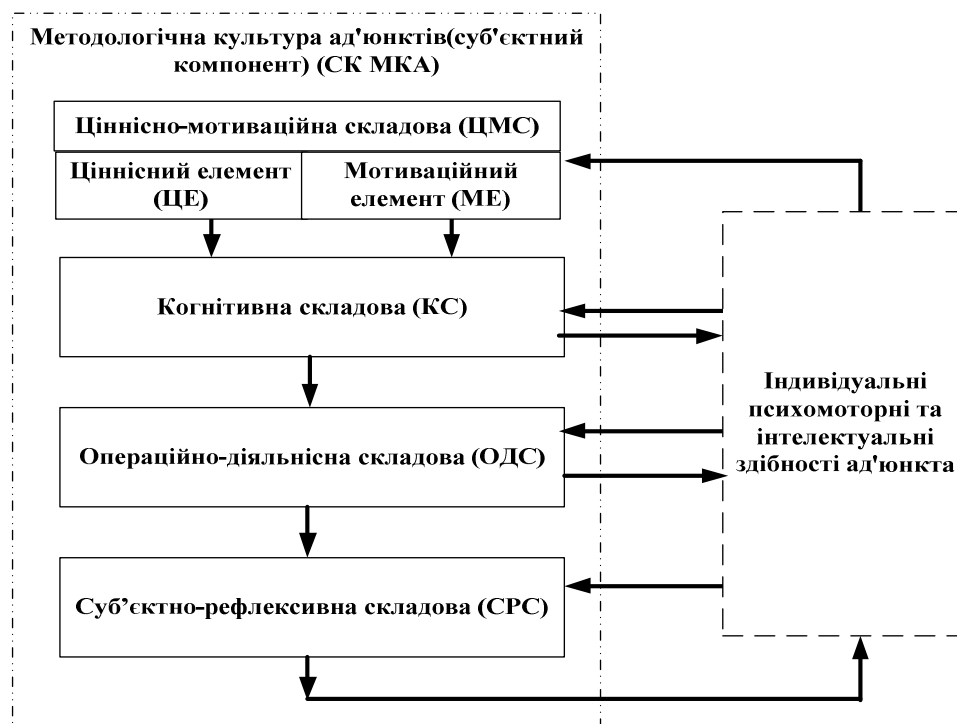 Методологічна культура ад'юнктів(суб'єктний
компонент) (СК МКА)
Ціннісно-мотиваційна складова (ЦМС)
Ціннісний елемент
(ЦЕ)
Мотиваційний
елемент (МЕ)
Когнітивна складова (КС)
Операційно-діяльнісна складова (ОДС)
Суб’єктно-рефлексивна складова (СРС)
Індивідуальні
психомоторні та
інтелектуальні
здібності ад'юнкта